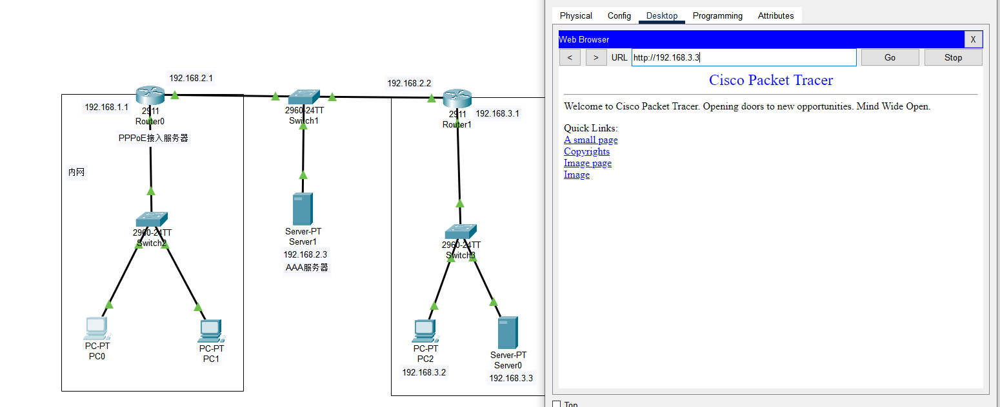 192.168.2.1
192.168.1.1
2911
Router0
PPPoE接入服务器
内网
2960-24TT
Switch2
PC-PT
PC0
PC-PT
PC1
2960-24TT
Switch1
Server-PT
Server1
192.168.2.3
AAA服务器
192.168.2.2
2911
Router1
192.168.3.1
2960-24TT
Switch3
PC-PT
PC2
192.168.3.2
Server-PT
Server0
192.168.3.3
Physical Config Desktop Programming Attributes
Web Browser X
< > URL http://192.168.3.3 Go Stop
Cisco Packet Tracer
Welcome to Cisco Packet Tracer. Opening doors to new opportunities. Mind Wide Open.
Quick Links:
A small page
Copyrights
Image page
Image
Top